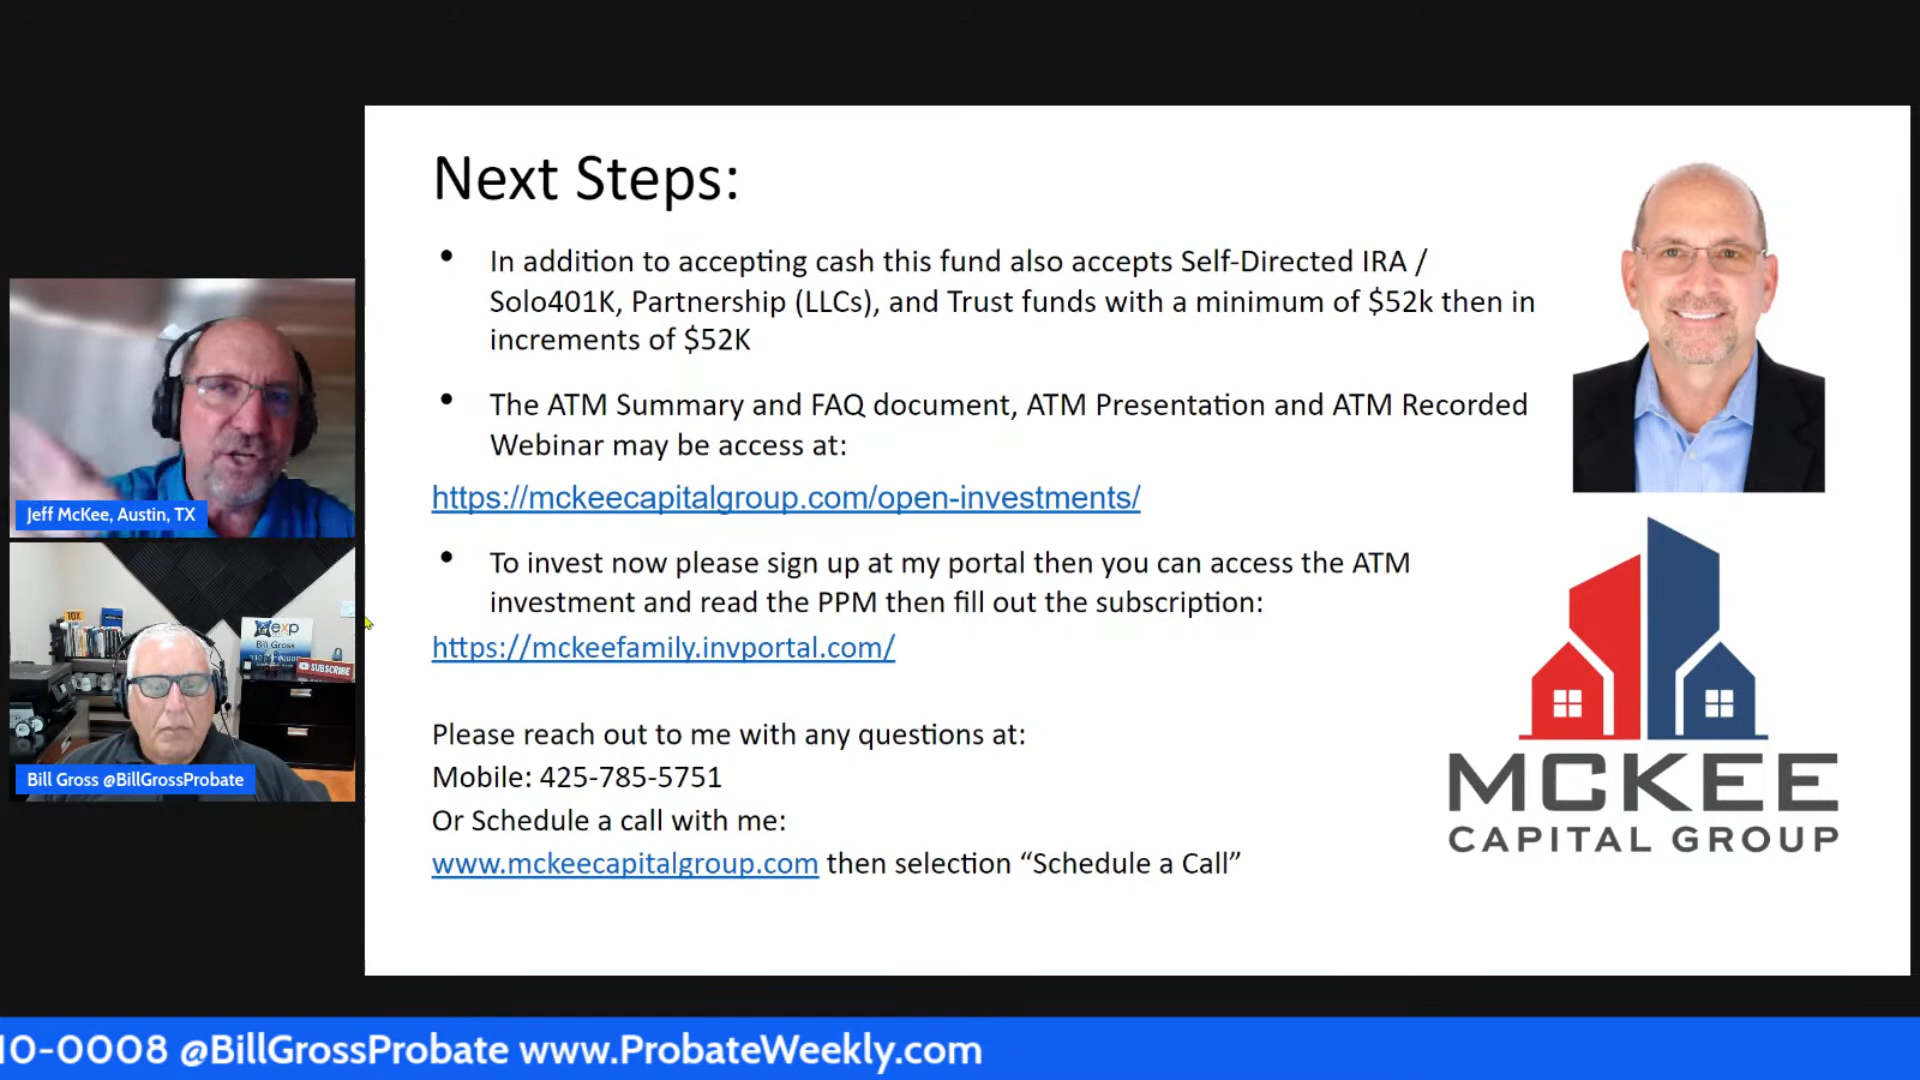 Next Steps:
• In addition to accepting cash this fund also accepts Self-Directed IRA /
Solo401K, Partnership (LLCs), and Trust funds with a minimum of $52k then in
increments of $52K
• The ATM Summary and FAQ document, ATM Presentation and ATM Recorded
Webinar may be access at:
https://mckeecapitalgroup.com/open-investments/
• To invest now please sign up at my portal then you can access the ATM
investment and read the PPM then fill out the subscription:
https://mckeefamily.invportal.com/
Please reach out to me with any questions at:
Mobile: 425-785-5751
Or Schedule a call with me:
www.mckeecapitalgroup.com then selection “Schedule a Call”
MCKEE
CAPITAL GROUP
Jeff McKee, Austin, TX
10X
exp
Bill Gross
SUBSCRIBE
Bill Gross @BillGrossProbate
10-0008 @BillGrossProbate www.ProbateWeekly.com